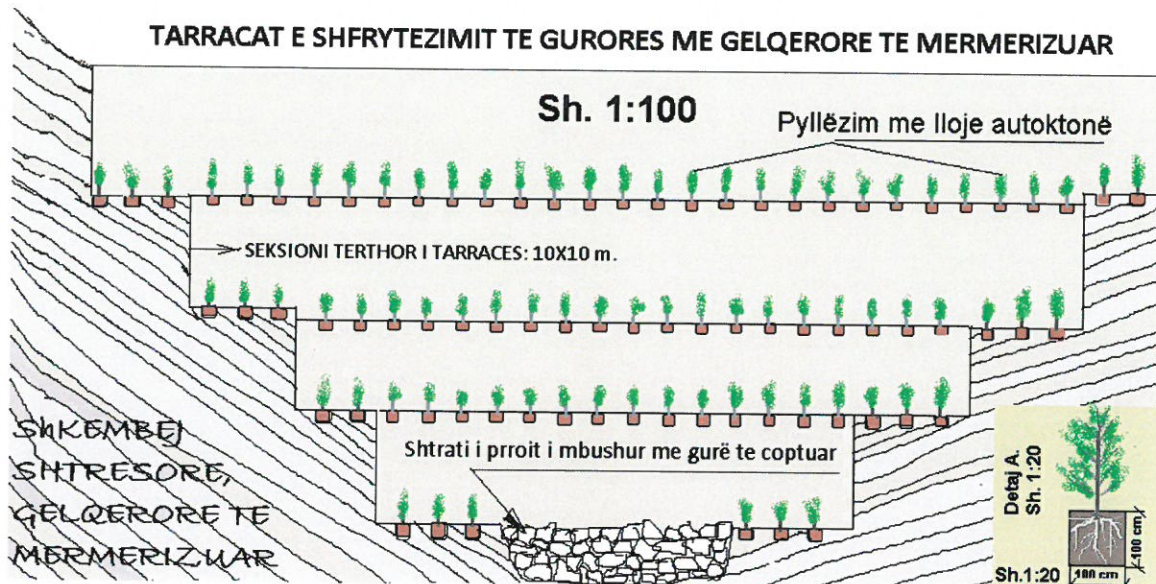 TARRACAT E SHFRYTEZIMIT TE GURORES ME GELQERORE TE MERMERIZUAR
Sh. 1:100
Pyllëzim me lloje autoktonë
SEKSIONI TERTHOR I TARRACES: 10X10 m.
Shtrati i prroit i mbushur me gurë te coptuar
ShKEMBEJ
SHTRESORE,
GELQERORE TE
MERMERIZUAR
Detaj A.
Sh. 1:20
100 cm
Sh.1:20
100 cm